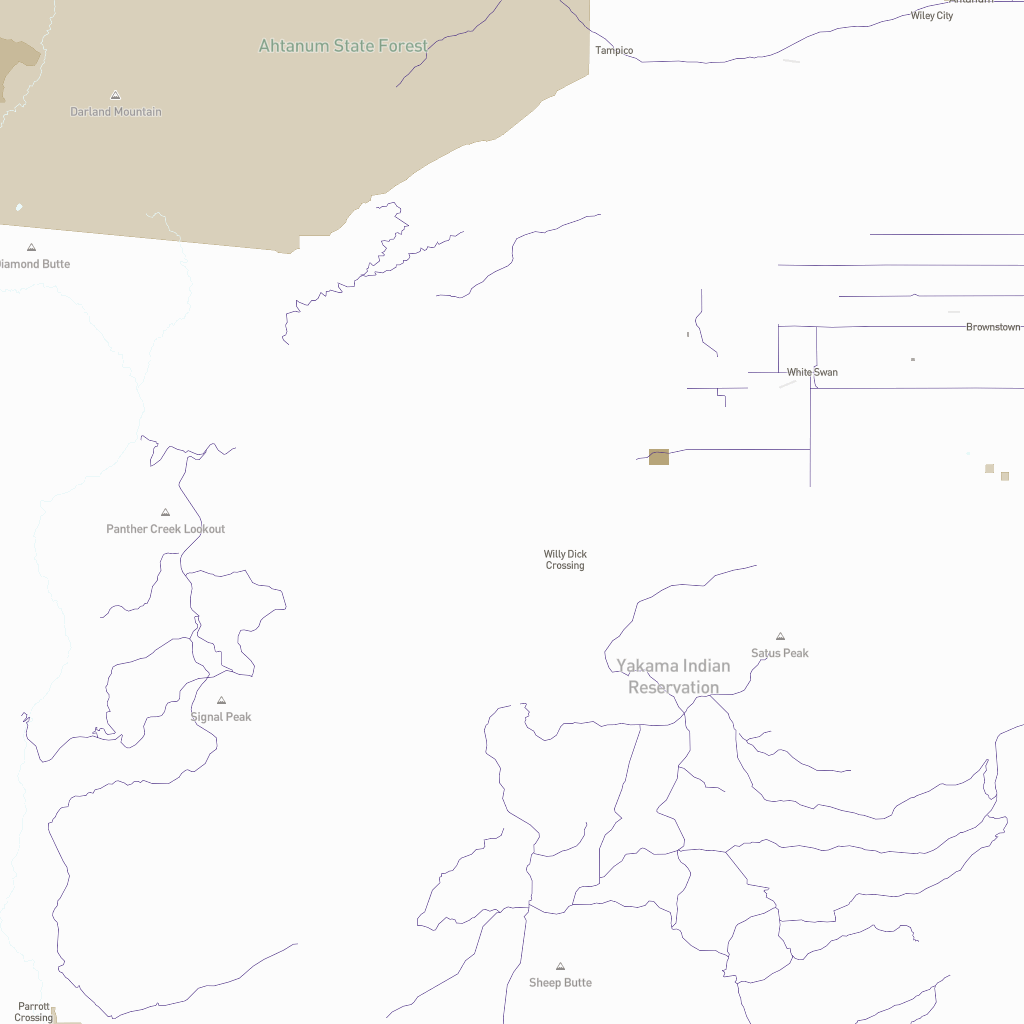 Wiley City
Ahtanum State Forest
Tampico
Darland Mountain
Diamond Butte
Brownstown
White Swan
Panther Creek Lookout
Willy Dick
Crossing
Satus Peak
Yakama Indian
Reservation
Signal Peak
Sheep Butte
Parrott
Crossing